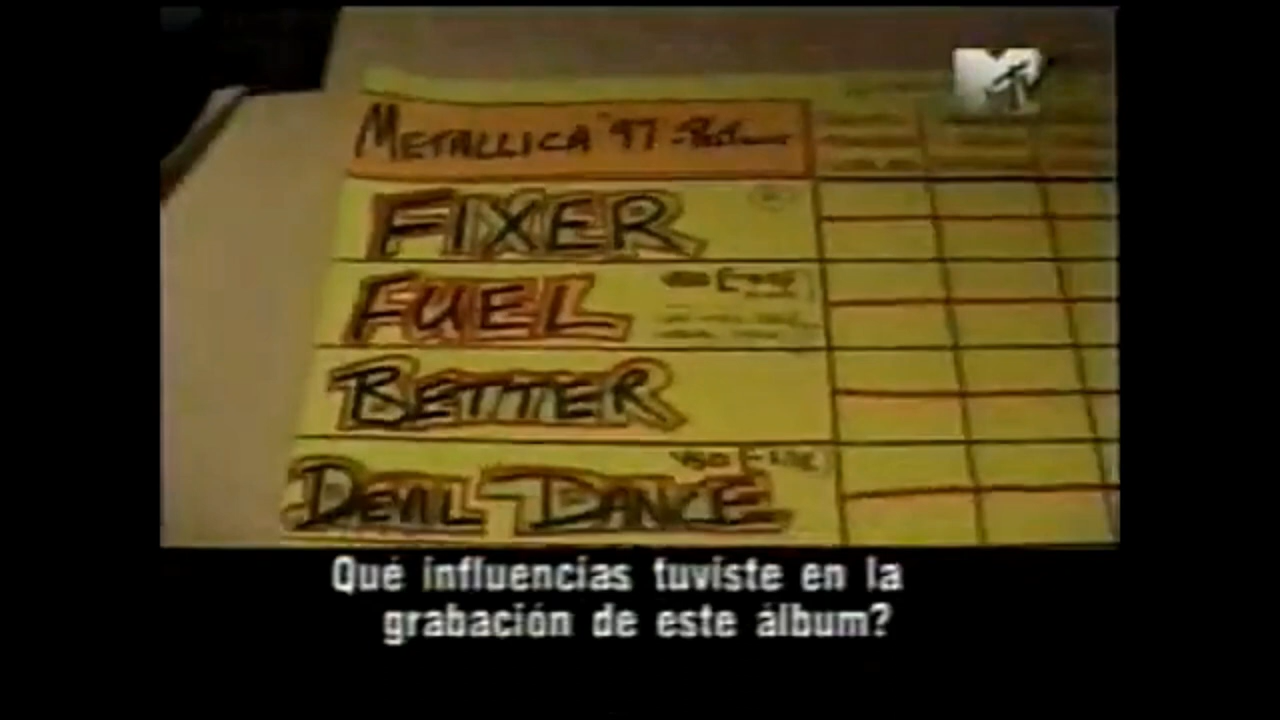 METALLICA '97
FIXER
FUEL
BETTER
DEVIL DANCE
Qué influencias tuviste en la
grabación de este álbum?